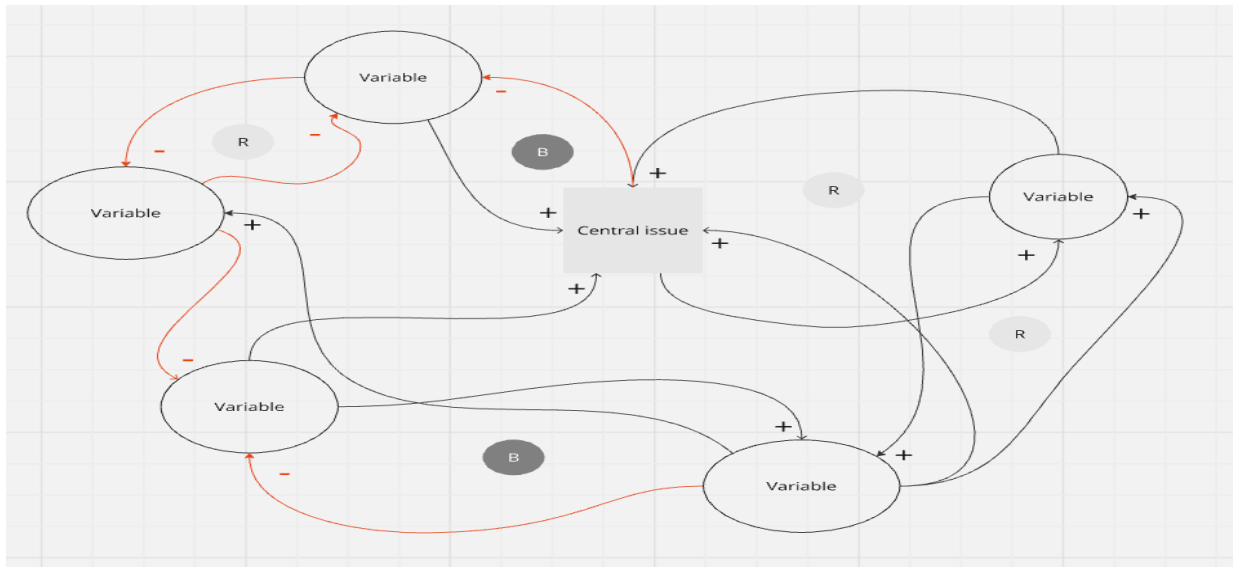 Variable
-
B
-
R
-
+
R
Variable
+
Variable
+
+
Central issue
+
+
+
R
-
Variable
+
+
B
-
Variable